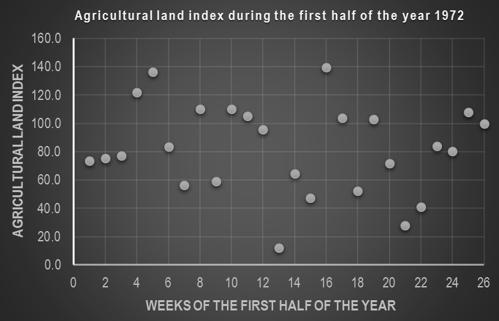 Agricultural land index during the first half of the year 1972
160.0
140.0
120.0
100.0
80.0
60.0
40.0
20.0
0.0
AGRICULTURAL LAND INDEX
0 2 4 6 8 10 12 14 16 18 20 22 24 26
WEEKS OF THE FIRST HALF OF THE YEAR